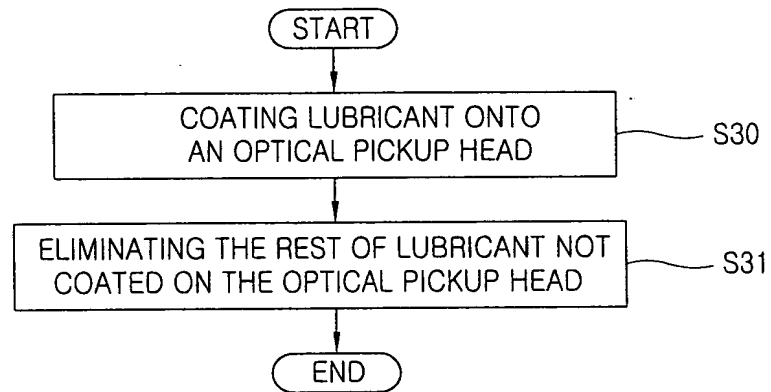 START
COATING LUBRICANT ONTO
AN OPTICAL PICKUP HEAD
S30
ELIMINATING THE REST OF LUBRICANT NOT
COATED ON THE OPTICAL PICKUP HEAD
S31
END